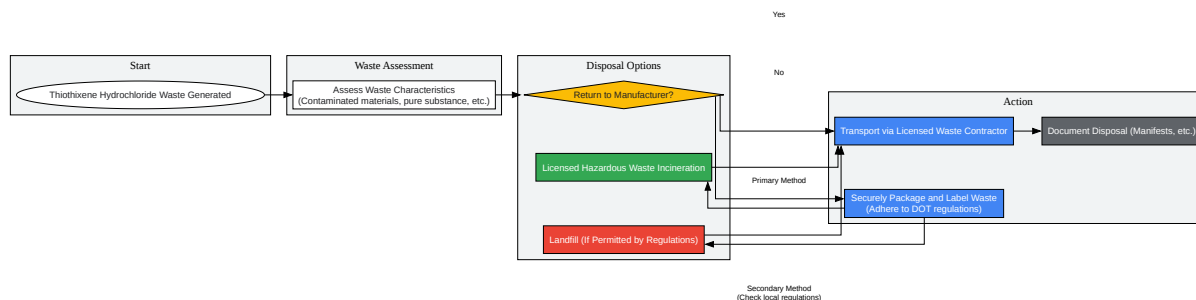 Yes
Start
Waste Assessment
Disposal Options
No
Thiothixene Hydrochloride Waste Generated
Assess Waste Characteristics
(Contaminated materials, pure substance, etc.)
Return to Manufacturer?
Action
Transport via Licensed Waste Contractor
Document Disposal (Manifests, etc.)
Licensed Hazardous Waste Incineration
Primary Method
Securely Package and Label Waste
(Adhere to DOT regulations)
Landfill (If Permitted by Regulations)
Secondary Method
(Check local regulations)